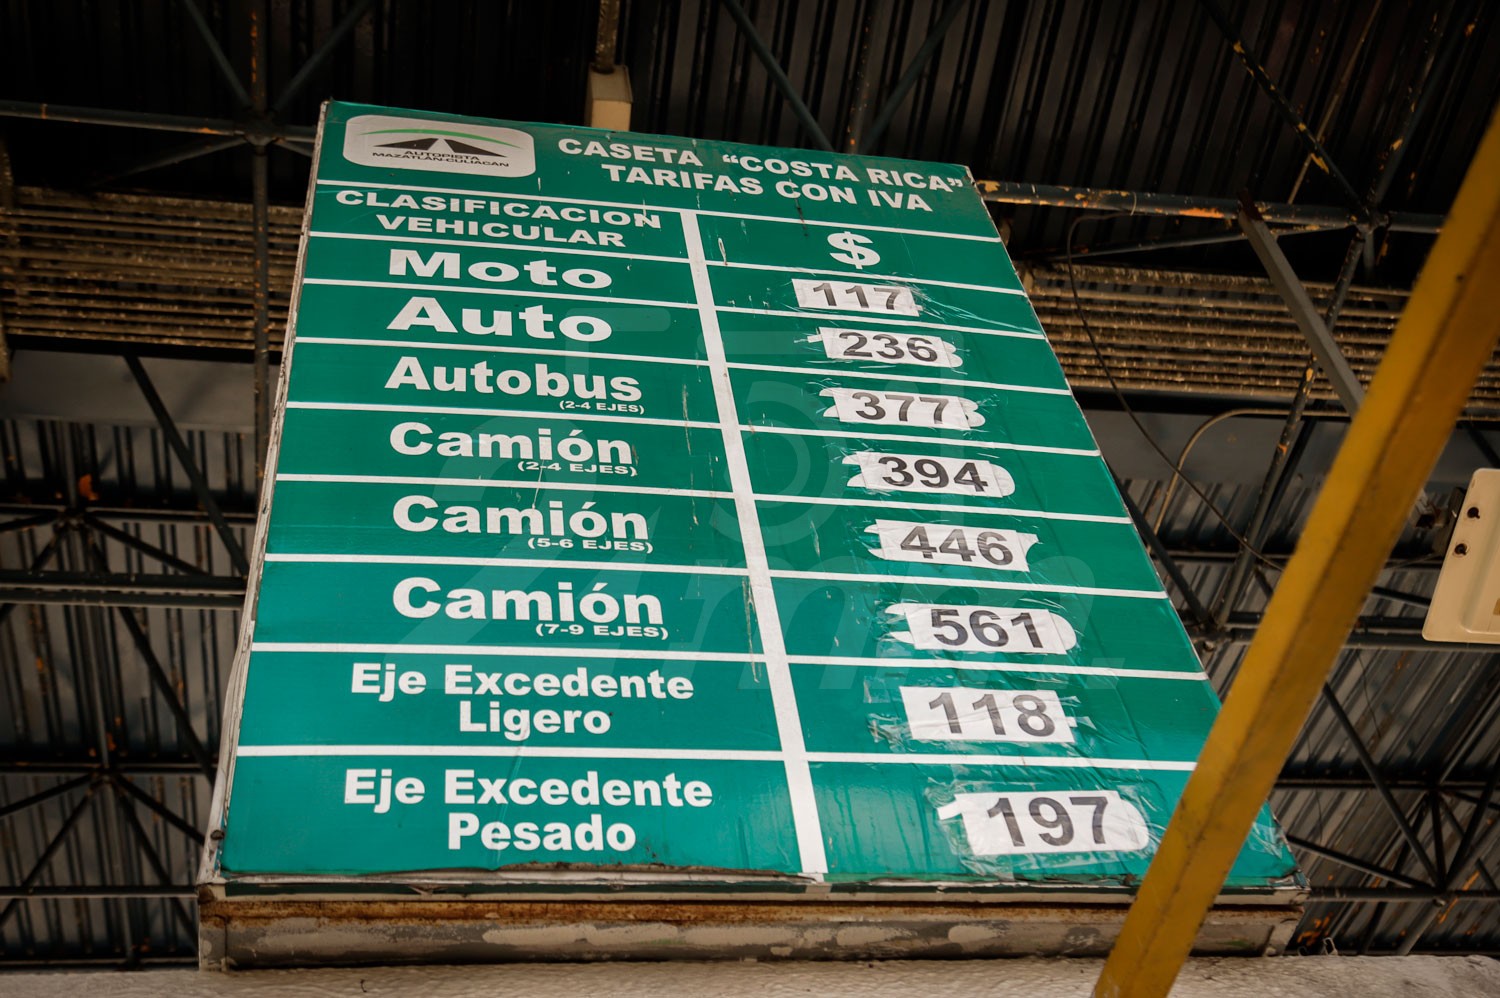 AUTOPISTA
MAZATLÁN-CULIACÁN
CASETA “COSTA RICA”
TARIFAS CON IVA
CLASIFICACION
VEHICULAR
$
Moto
117
Auto
236
Autobus
(2-4 EJES)
377
Camión
(2-4 EJES)
394
Camión
(5-6 EJES)
446
Camión
(7-9 EJES)
561
Eje Excedente
Ligero
118
Eje Excedente
Pesado
197